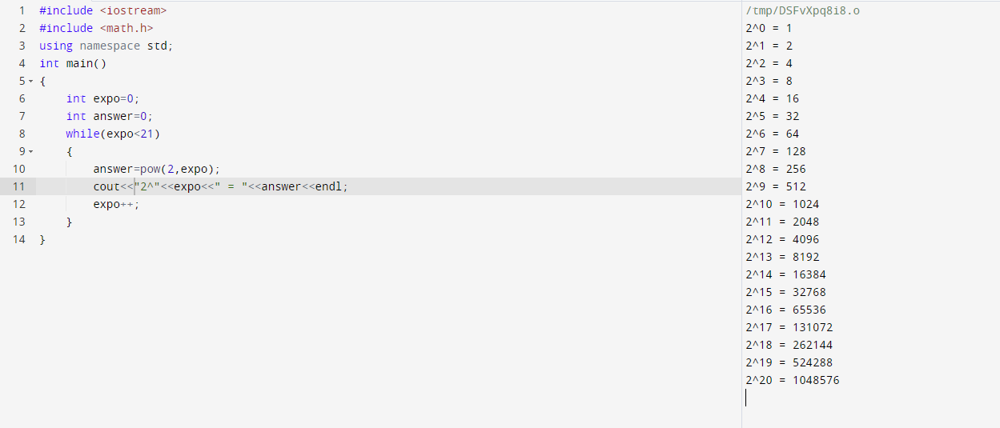 1 #include <iostream>
2 #include <math.h>
3 using namespace std;
4 int main()
5 {
6     int expo=0;
7     int answer=0;
8     while(expo<21)
9     {
10         answer=pow(2,expo);
11         cout<<"2^"<<expo<<" = "<<answer<<endl;
12         expo++;
13     }
14 }
/tmp/DSFvXpq8i8.o
2^0 = 1
2^1 = 2
2^2 = 4
2^3 = 8
2^4 = 16
2^5 = 32
2^6 = 64
2^7 = 128
2^8 = 256
2^9 = 512
2^10 = 1024
2^11 = 2048
2^12 = 4096
2^13 = 8192
2^14 = 16384
2^15 = 32768
2^16 = 65536
2^17 = 131072
2^18 = 262144
2^19 = 524288
2^20 = 1048576